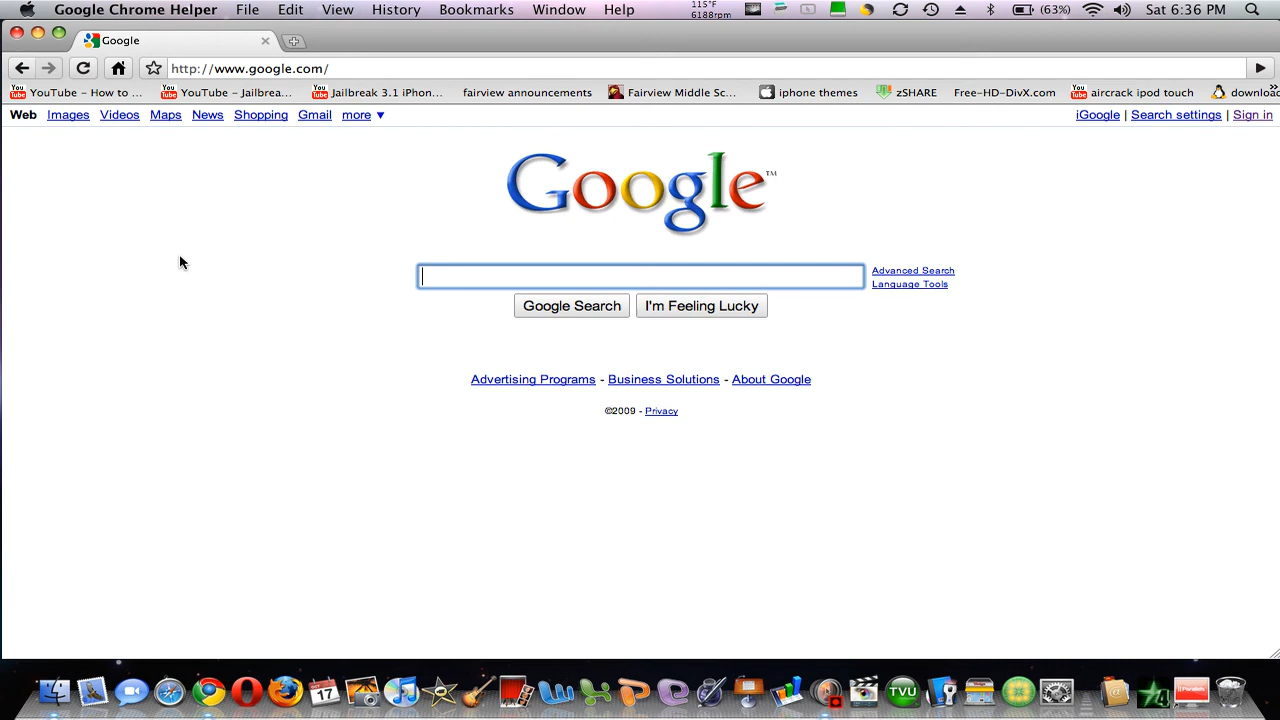 Google Chrome Helper File Edit View History Bookmarks Window Help 115°F 6188rpm (63%) Sat 6:36 PM
Google
http://www.google.com/
YouTube - How to ... YouTube - Jailbrea... Jailbreak 3.1 iPhon... fairview announcements Fairview Middle Sc... iphone themes zSHARE Free-HD-DivX.com aircrack ipod touch downloa
Web Images Videos Maps News Shopping Gmail more ▼ iGoogle | Search settings | Sign in
Google™
Advanced Search
Language Tools
Google Search I'm Feeling Lucky
Advertising Programs - Business Solutions - About Google
©2009 - Privacy
OCT 17 TVU Parallels